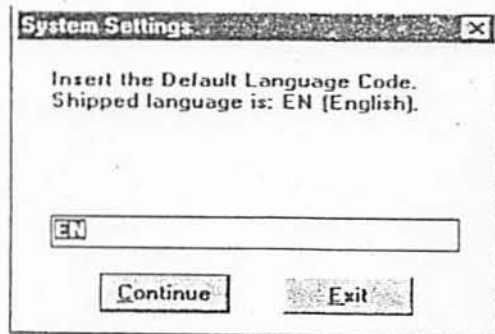 System Settings
Insert the Default Language Code.
Shipped language is: EN (English).
EN
Continue
Exit